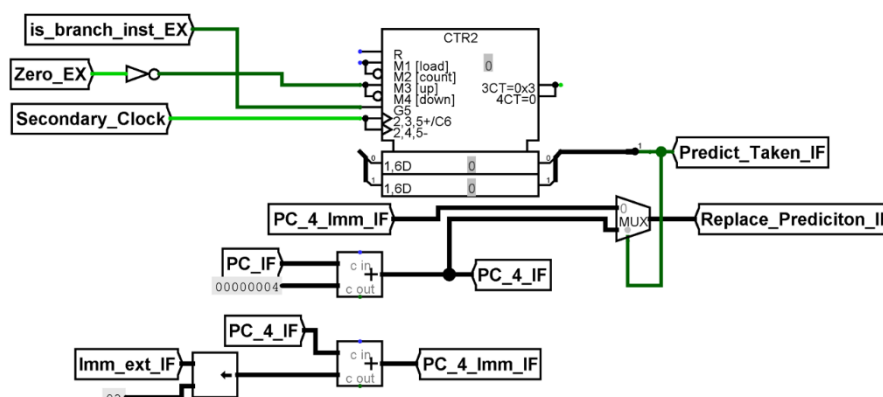 is_branch_inst_EX
Zero_EX
Secondary_Clock
CTR2
R
M1 [load]
M2 [count]
M3 [up]
M4 [down]
G5
2,3,5+/C6
2,4,5-
0
3CT=0x3
4CT=0
0
1,6D
0
0
1
1,6D
0
1
1
Predict_Taken_IF
PC_4_Imm_IF
0
MUX
Replace_Prediciton_I
PC_IF
00000004
c in
+
c out
PC_4_IF
PC_4_IF
Imm_ext_IF
c in
+
c out
PC_4_Imm_IF